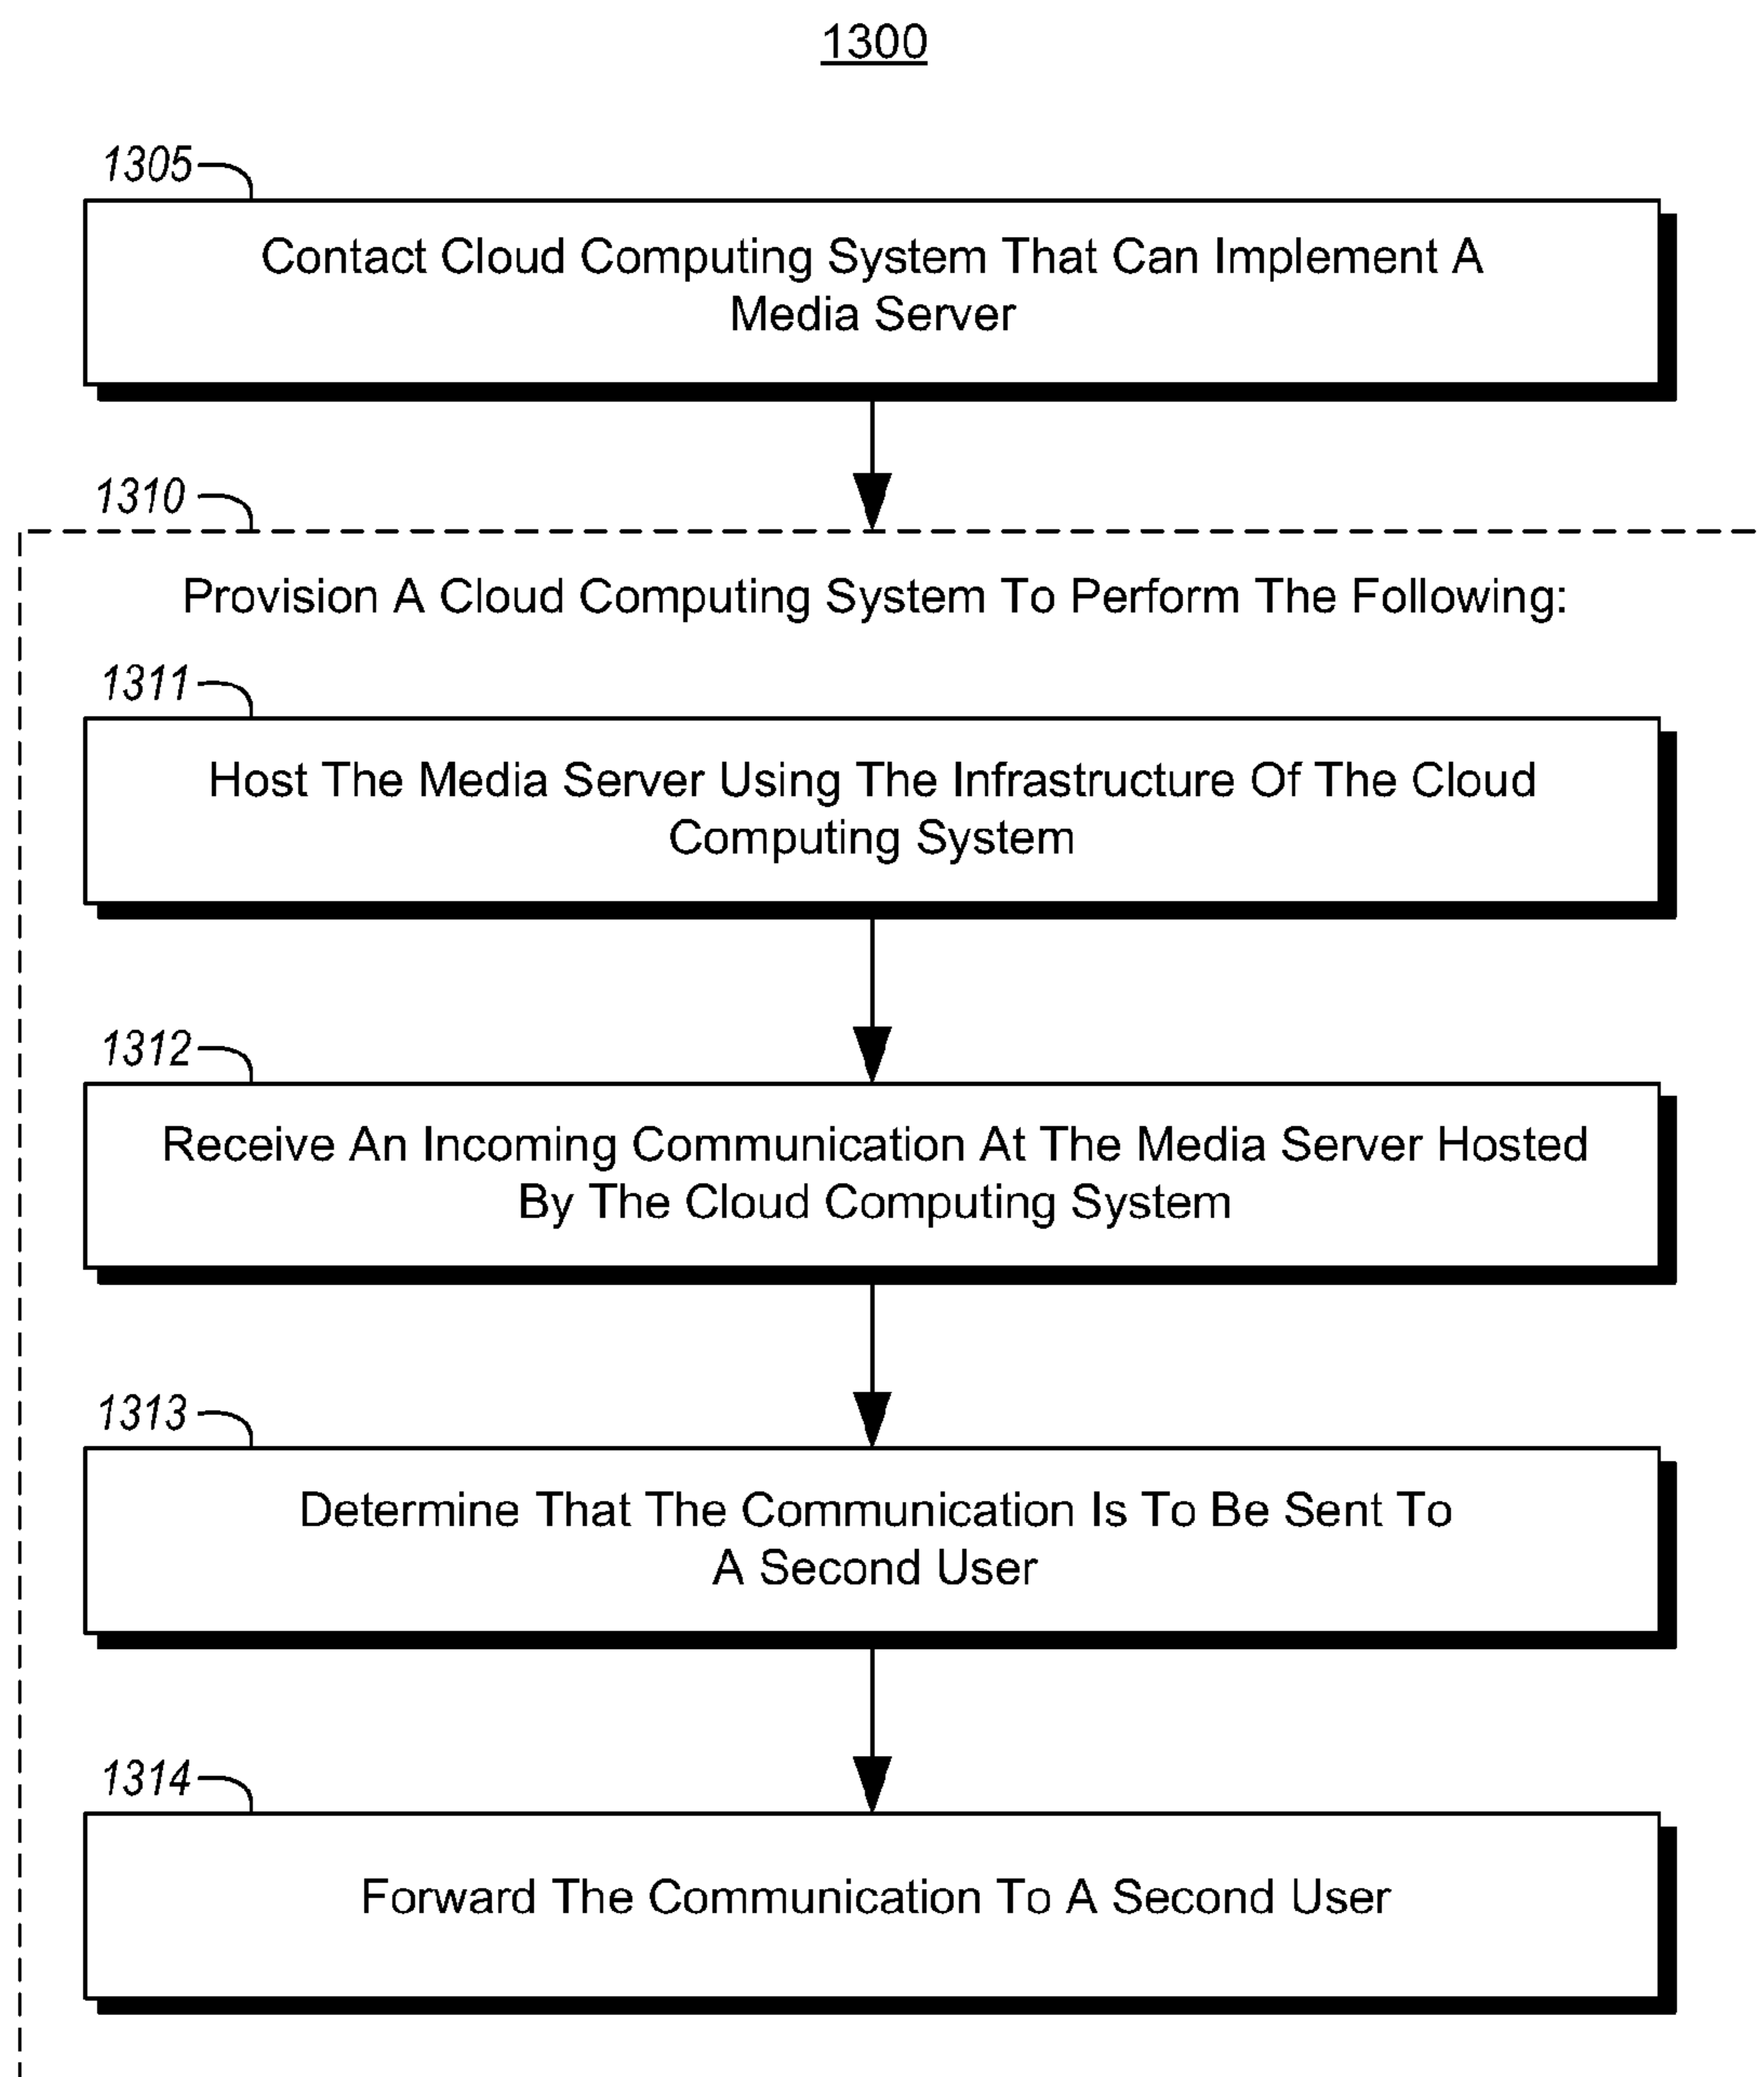 1300
1305
Contact Cloud Computing System That Can Implement A
Media Server
1310
Provision A Cloud Computing System To Perform The Following:
1311
Host The Media Server Using The Infrastructure Of The Cloud
Computing System
1312
Receive An Incoming Communication At The Media Server Hosted
By The Cloud Computing System
1313
Determine That The Communication Is To Be Sent To
A Second User
1314
Forward The Communication To A Second User